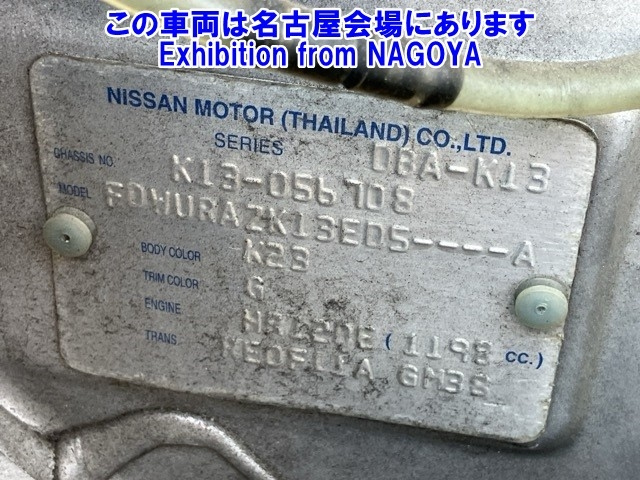 この車両は名古屋会場にあります
Exhibition from NAGOYA
NISSAN MOTOR (THAILAND) CO.,LTD.
SERIES DBA-K13
CHASSIS NO. K13-056708
MODEL FDWURAZK13EDS----A
BODY COLOR K23
TRIM COLOR G
ENGINE HR12DE (1198 CC.)
TRANS